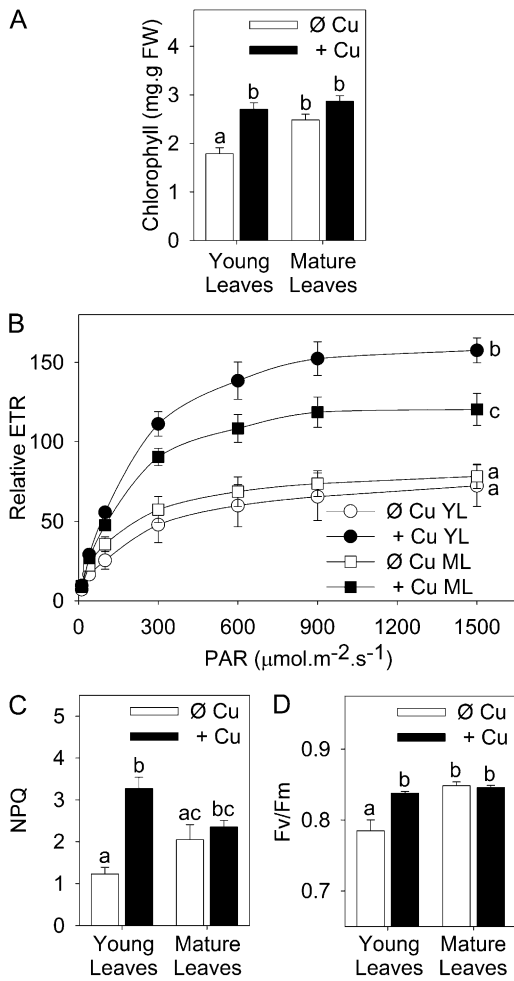 A
Chlorophyll (mg.g FW)
4
3
2
1
0
Ø Cu
+ Cu
a
b
b
b
Young
Leaves
Mature
Leaves
B
Relative ETR
150
100
50
0
b
c
a
a
Ø Cu YL
+ Cu YL
Ø Cu ML
+ Cu ML
0 300 600 900 1200 1500
PAR (μmol.m-2.s-1)
C
NPQ
5
4
3
2
1
0
Ø Cu
+ Cu
a
b
ac
bc
Young
Leaves
Mature
Leaves
D
Fv/Fm
0.9
0.8
0.7
Ø Cu
+ Cu
a
b
b
b
Young
Leaves
Mature
Leaves